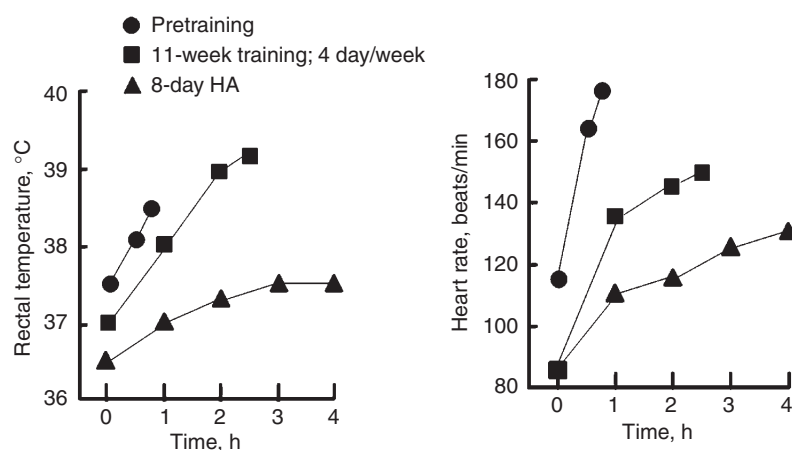 Pretraining
11-week training; 4 day/week
8-day HA
Rectal temperature, °C
40
39
38
37
36
0 1 2 3 4
Time, h
Heart rate, beats/min
180
160
140
120
100
80
0 1 2 3 4
Time, h